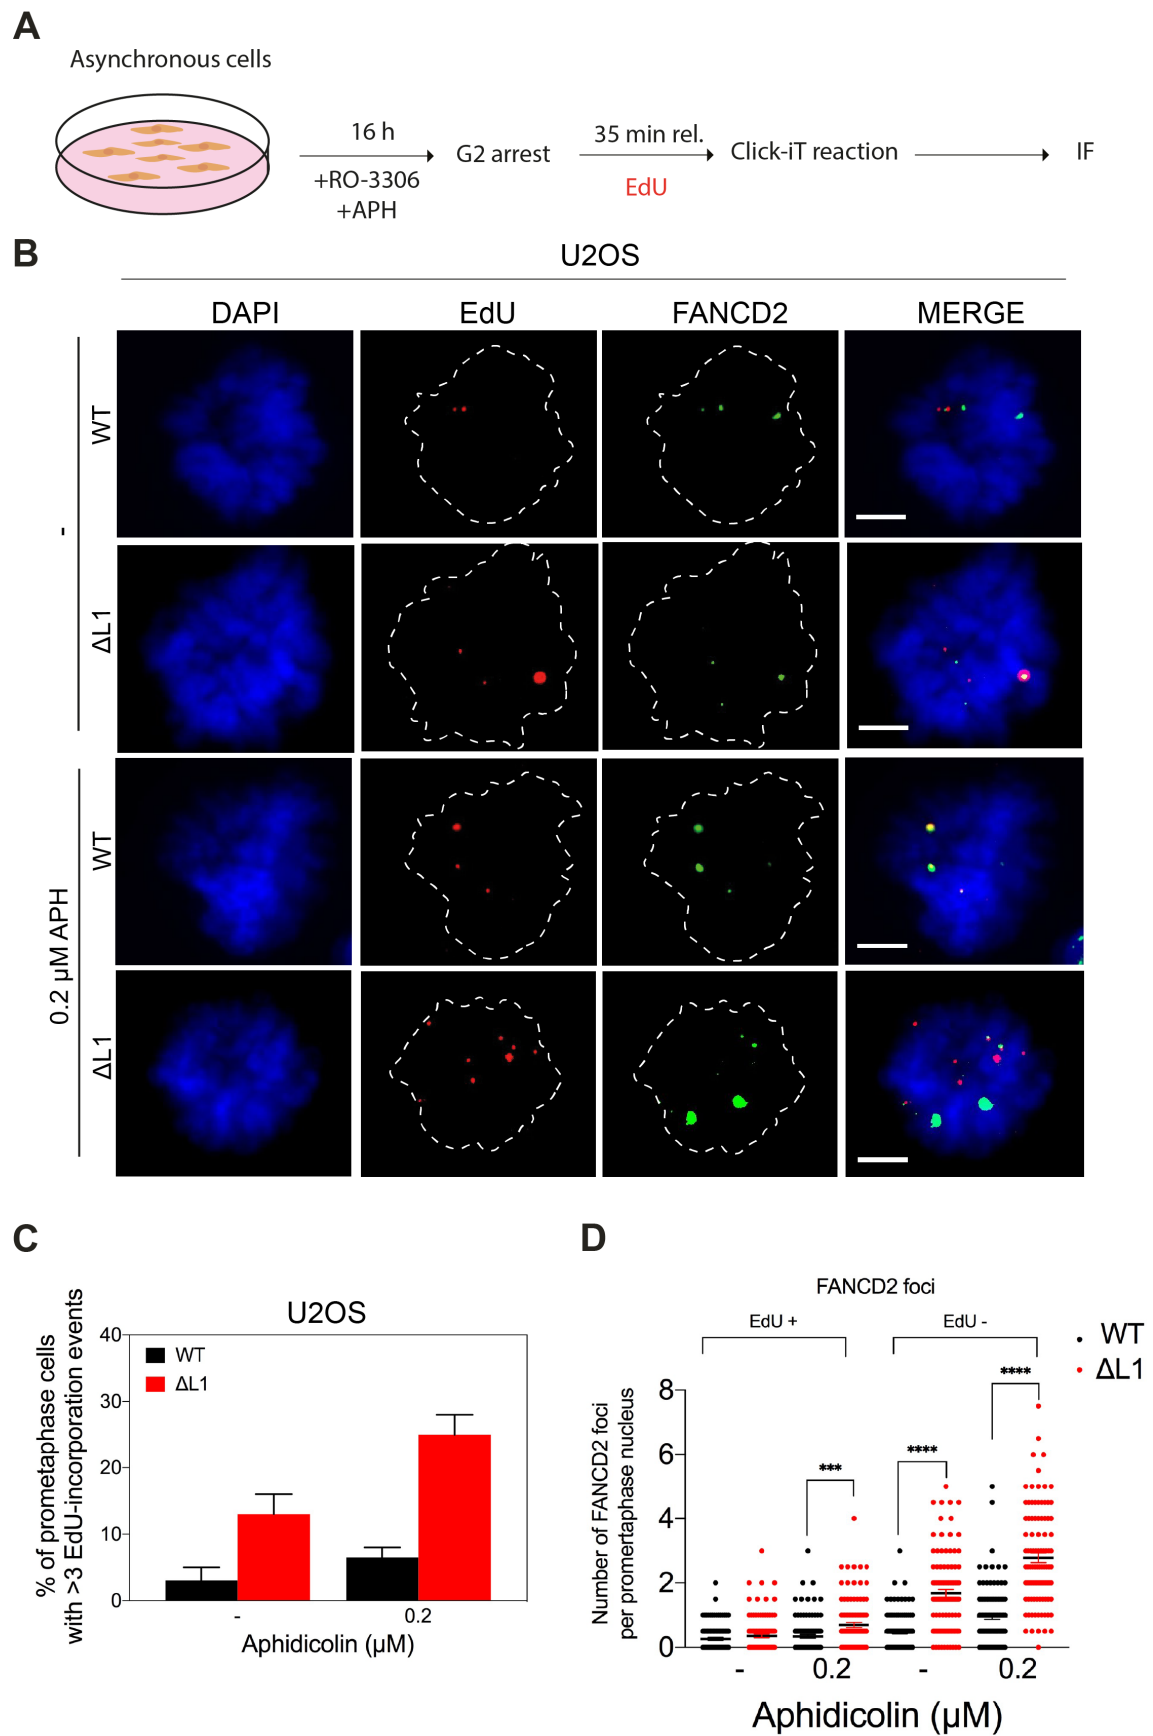 A
Asynchronous cells
16 h
+RO-3306
+APH
G2 arrest
35 min rel.
EdU
Click-iT reaction
IF
B
U2OS
DAPI EdU FANCD2 MERGE
-
WT
ΔL1
0.2 µM APH
WT
ΔL1
C
U2OS
% of prometaphase cells
with >3 EdU-incorporation events
40
30
20
10
0
WT
ΔL1
- 0.2
Aphidicolin (µM)
D
FANCD2 foci
EdU + EdU -
WT
ΔL1
Number of FANCD2 foci
per promertaphase nucleus
8
6
4
2
0
*** **** ****
- 0.2 - 0.2
Aphidicolin (µM)